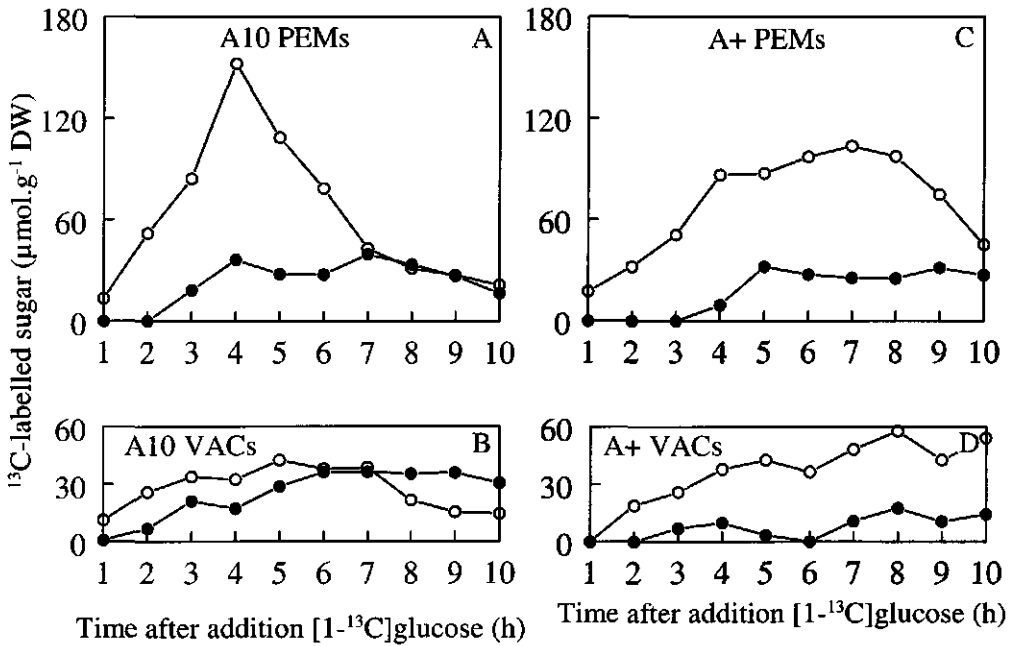 ¹³C-labelled sugar (µmol.g⁻¹ DW)
180
120
60
0
A10 PEMs
A
1 2 3 4 5 6 7 8 9 10
180
120
60
0
A+ PEMs
C
1 2 3 4 5 6 7 8 9 10
60
30
0
A10 VACs
B
1 2 3 4 5 6 7 8 9 10
Time after addition [1-¹³C]glucose (h)
60
30
0
A+ VACs
D
1 2 3 4 5 6 7 8 9 10
Time after addition [1-¹³C]glucose (h)